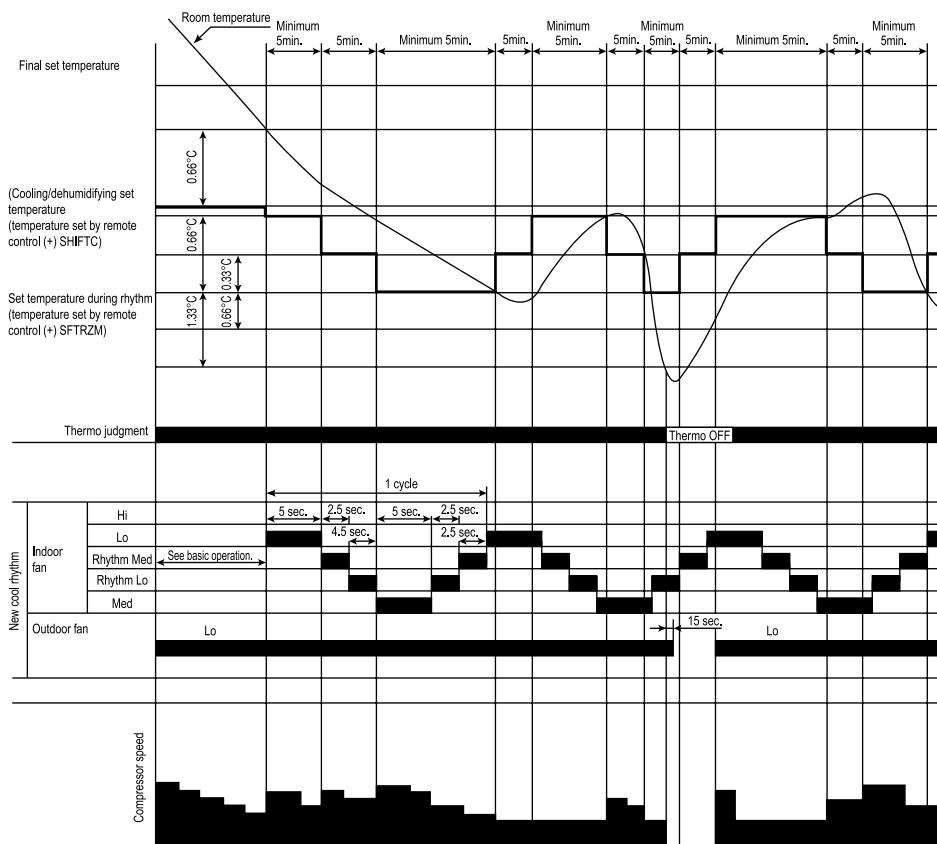 Room temperature
Minimum
5min.
5min.
Minimum 5min.
5min.
Minimum
5min.
5min.
Minimum
5min.
5min.
Minimum 5min.
5min.
Minimum
5min.
Final set temperature
0.66°C
(Cooling/dehumidifying set
temperature
(temperature set by remote
control (+) SHIFTC)
0.66°C
0.33°C
Set temperature during rhythm
(temperature set by remote
control (+) SFTRZM)
1.33°C
0.66°C
Thermo judgment
Thermo OFF
1 cycle
New cool rhythm
Indoor
fan
Hi
5 sec.
2.5 sec.
5 sec.
2.5 sec.
Lo
4.5 sec.
2.5 sec.
Rhythm Med
See basic operation.
Rhythm Lo
Med
Outdoor fan
Lo
15 sec.
Lo
Compressor speed